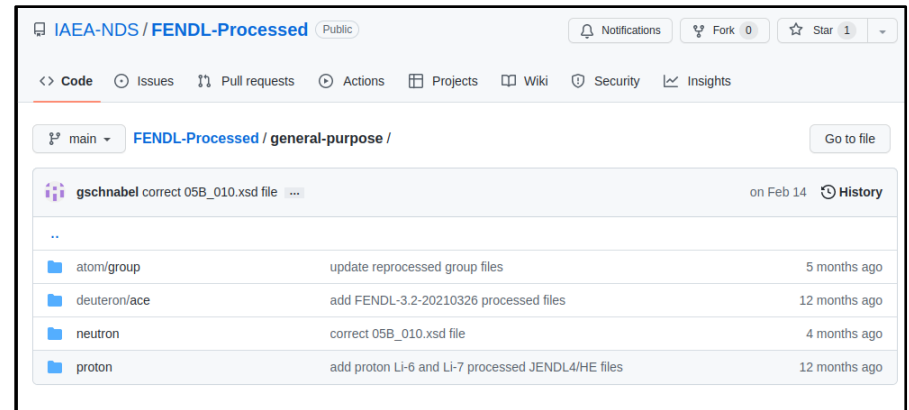 IAEA-NDS / FENDL-Processed Public Notifications Fork 0 Star 1
Code Issues Pull requests Actions Projects Wiki Security Insights
main FENDL-Processed / general-purpose / Go to file
gschnabel correct 05B_010.xsd file ... on Feb 14 History
..
atom/group update reprocessed group files 5 months ago
deuteron/ace add FENDL-3.2-20210326 processed files 12 months ago
neutron correct 05B_010.xsd file 4 months ago
proton add proton Li-6 and Li-7 processed JENDL4/HE files 12 months ago